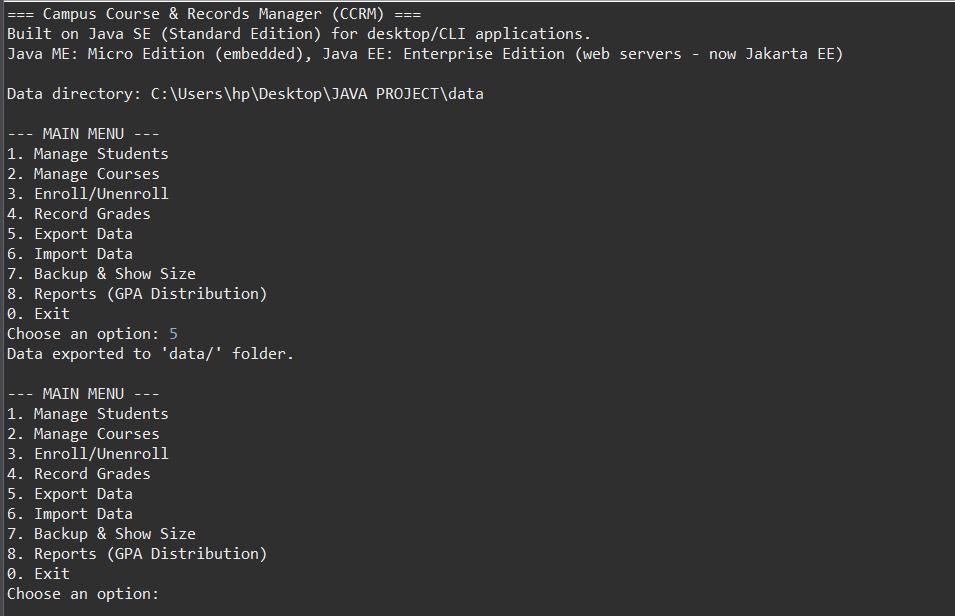 === Campus Course & Records Manager (CCRM) ===
Built on Java SE (Standard Edition) for desktop/CLI applications.
Java ME: Micro Edition (embedded), Java EE: Enterprise Edition (web servers - now Jakarta EE)

Data directory: C:\Users\hp\Desktop\JAVA PROJECT\data

--- MAIN MENU ---
1. Manage Students
2. Manage Courses
3. Enroll/Unenroll
4. Record Grades
5. Export Data
6. Import Data
7. Backup & Show Size
8. Reports (GPA Distribution)
0. Exit
Choose an option: 5
Data exported to 'data/' folder.

--- MAIN MENU ---
1. Manage Students
2. Manage Courses
3. Enroll/Unenroll
4. Record Grades
5. Export Data
6. Import Data
7. Backup & Show Size
8. Reports (GPA Distribution)
0. Exit
Choose an option: